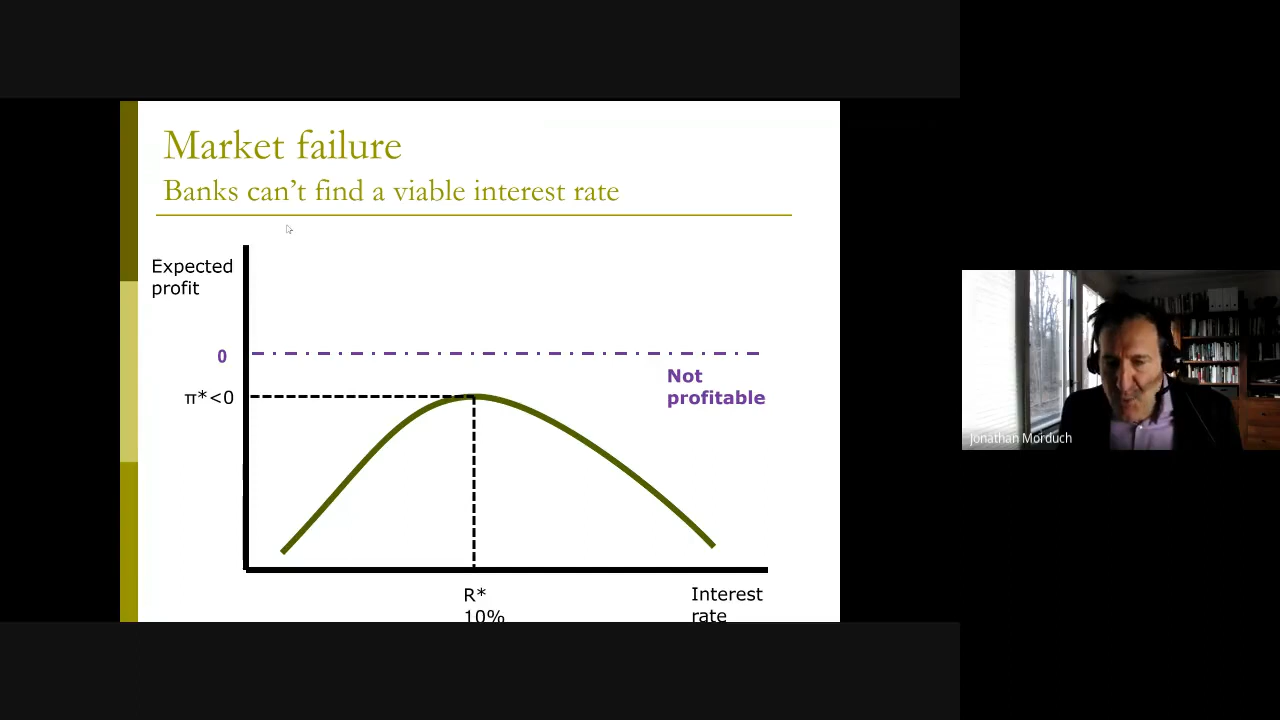 Market failure
Banks can't find a viable interest rate
Expected
profit
0
Not
profitable
π*<0
R*
10%
Interest
rate
Jonathan Morduch